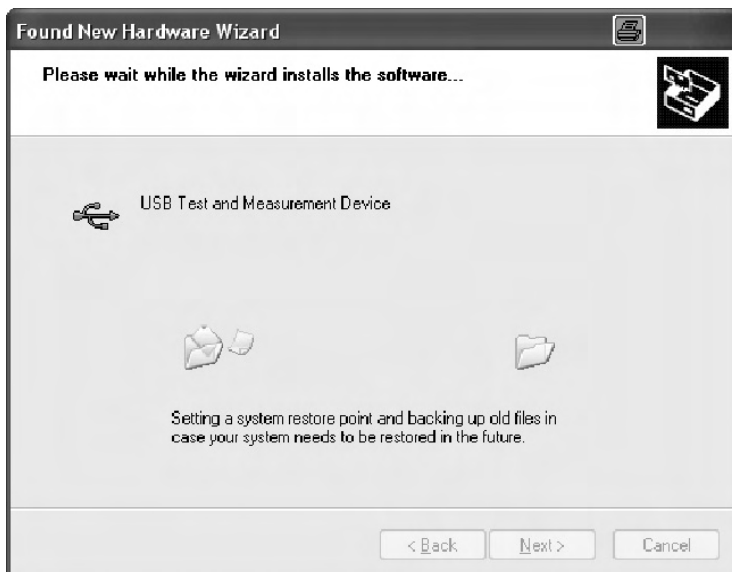 Found New Hardware Wizard
Please wait while the wizard installs the software...
USB Test and Measurement Device
Setting a system restore point and backing up old files in
case your system needs to be restored in the future.
< Back
Next >
Cancel